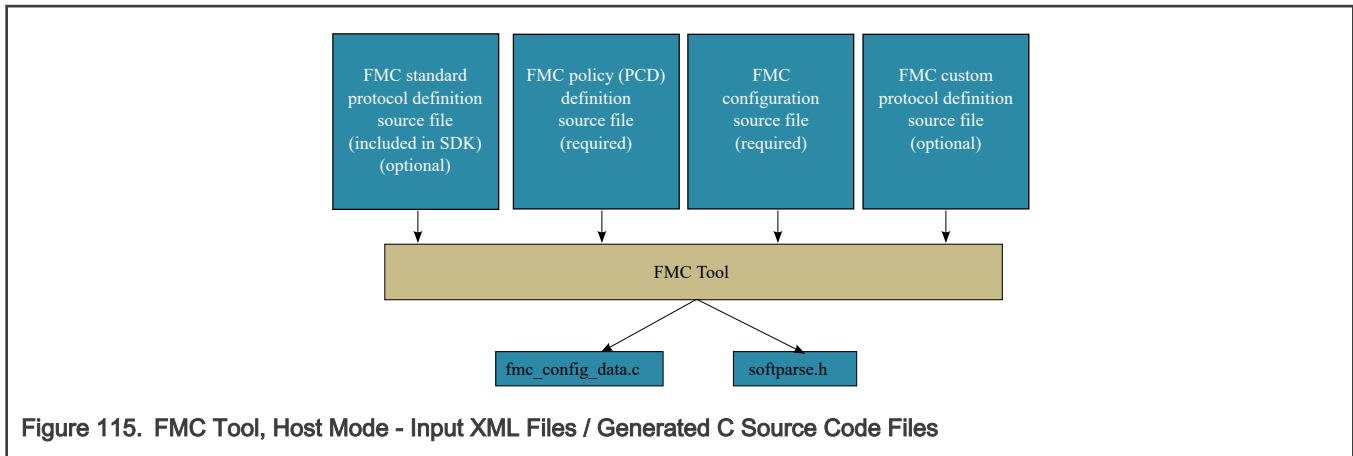 FMC standard
protocol definition
source file
(included in SDK)
(optional)
FMC policy (PCD)
definition
source file
(required)
FMC
configuration
source file
(required)
FMC custom
protocol definition
source file
(optional)
FMC Tool
fmc_config_data.c
softparse.h
Figure 115. FMC Tool, Host Mode - Input XML Files / Generated C Source Code Files